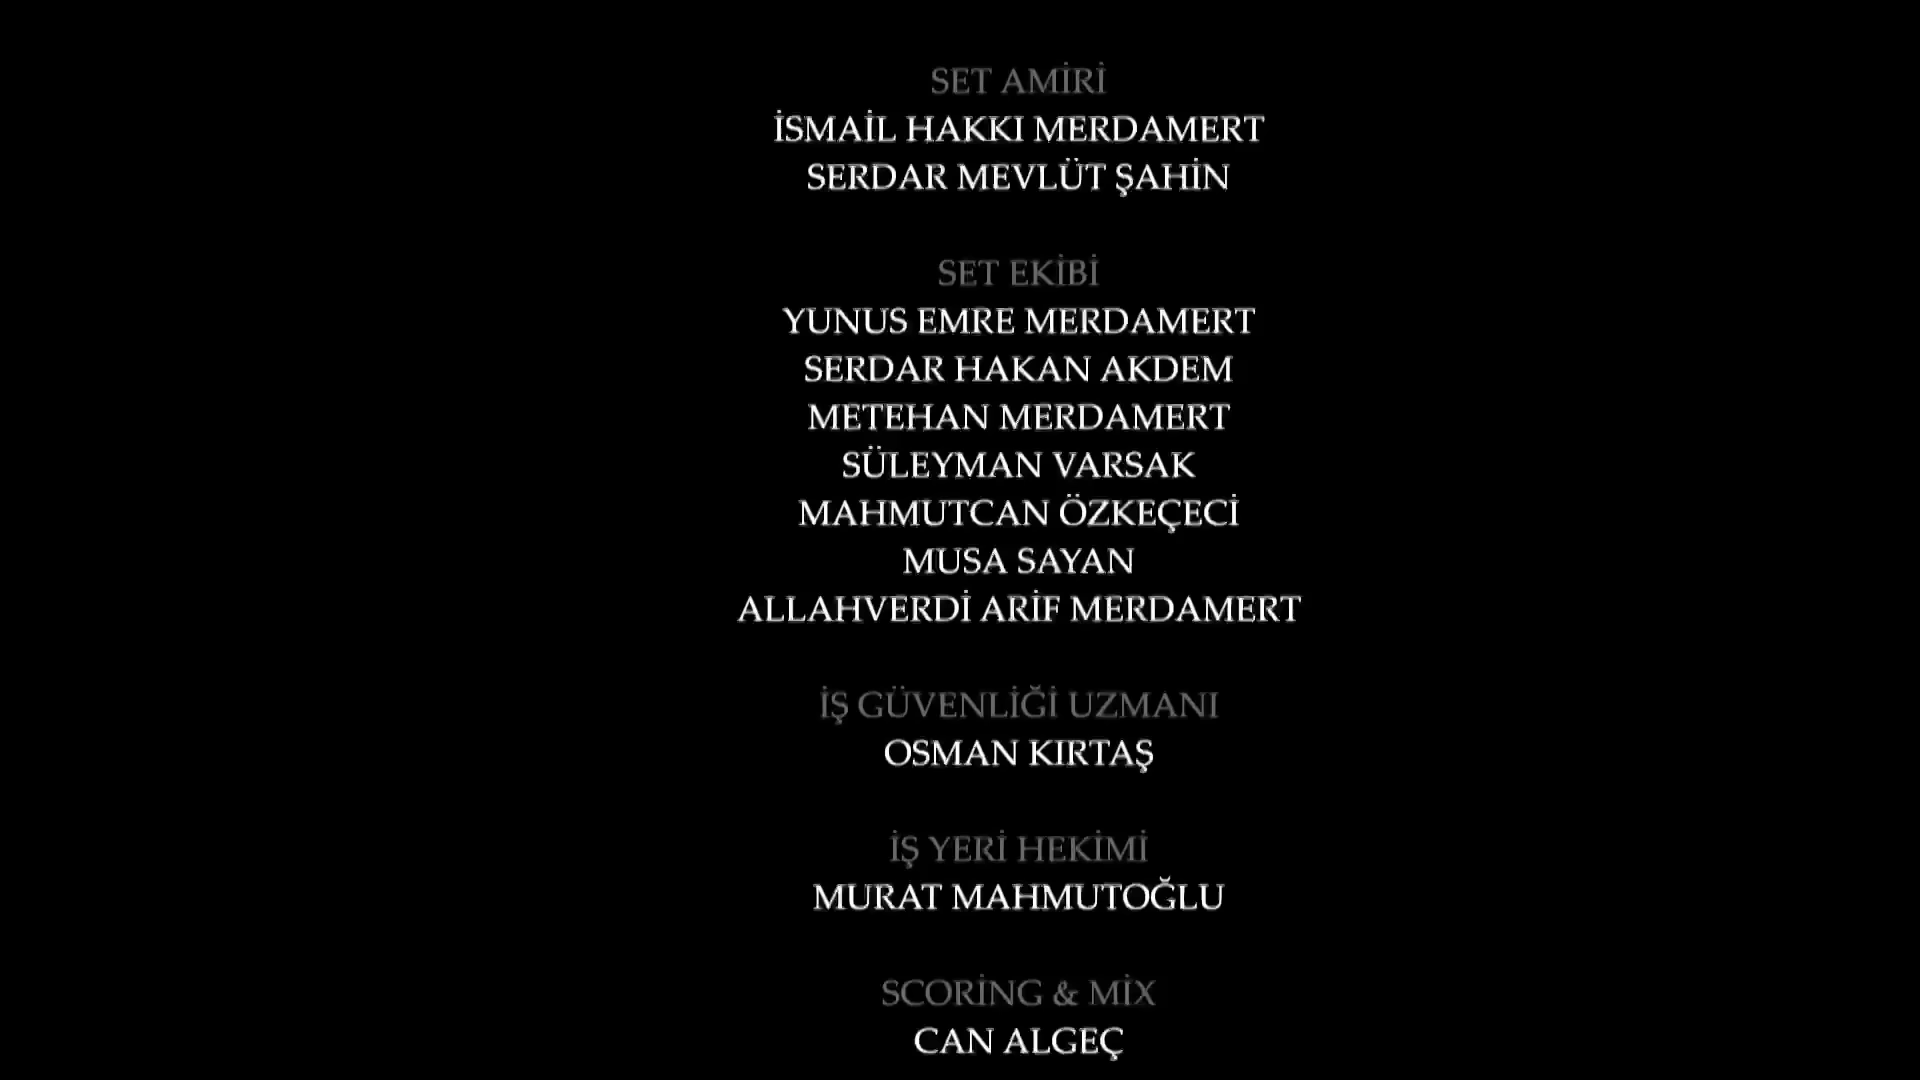 SET AMİRİ
İSMAİL HAKKI MERDAMERT
SERDAR MEVLÜT ŞAHİN
SET EKİBİ
YUNUS EMRE MERDAMERT
SERDAR HAKAN AKDEM
METEHAN MERDAMERT
SÜLEYMAN VARSAK
MAHMUTCAN ÖZKEÇECİ
MUSA SAYAN
ALLAHVERDİ ARİF MERDAMERT
İŞ GÜVENLİĞİ UZMANI
OSMAN KIRTAŞ
İŞ YERİ HEKİMİ
MURAT MAHMUTOĞLU
SCORİNG & MİX
CAN ALGEÇ